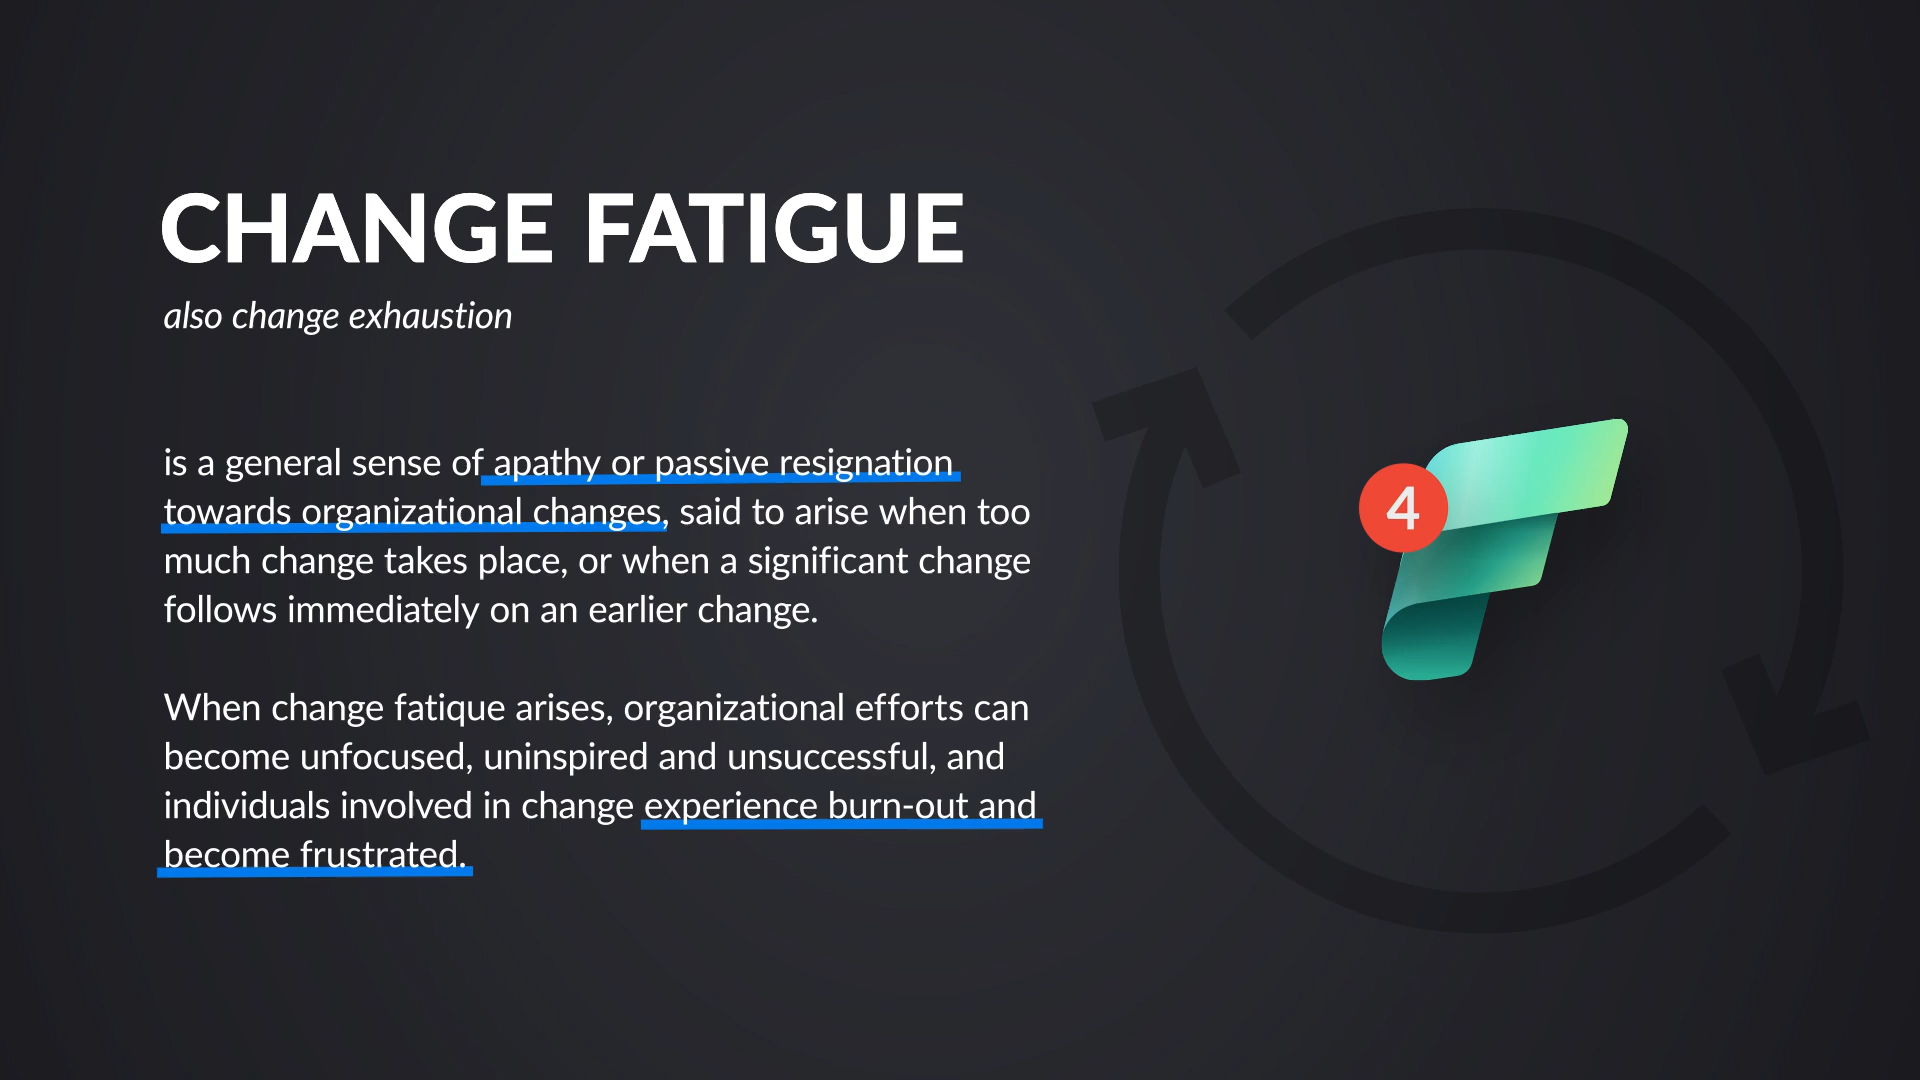 CHANGE FATIGUE
also change exhaustion
is a general sense of apathy or passive resignation
towards organizational changes, said to arise when too
much change takes place, or when a significant change
follows immediately on an earlier change.
When change fatique arises, organizational efforts can
become unfocused, uninspired and unsuccessful, and
individuals involved in change experience burn-out and
become frustrated.
4